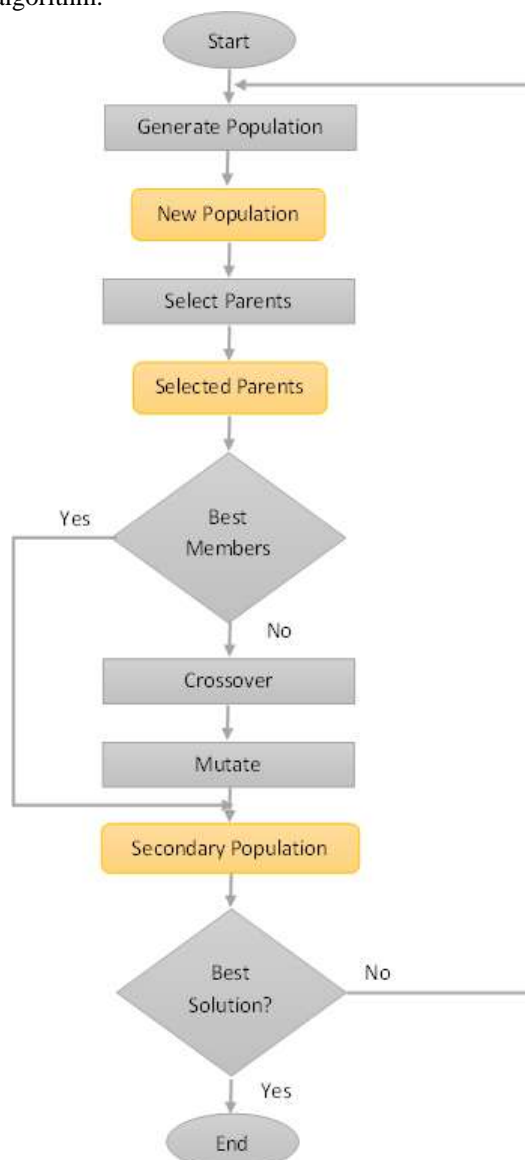 Start
Generate Population
New Population
Select Parents
Selected Parents
Yes
Best
Members
No
Crossover
Mutate
Secondary Population
Best
Solution?
No
Yes
End